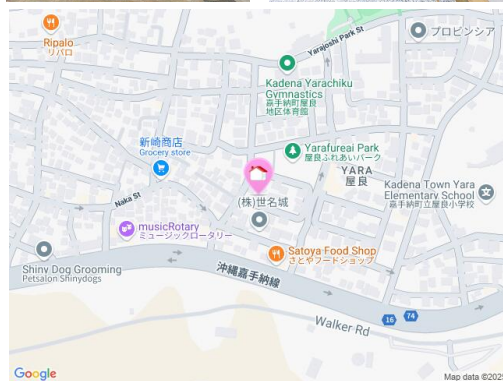 Yarajoshi Park St
プロビンシア
Ripalo
リパロ
Kadena Yarachiku
Gymnastics
嘉手納町屋良
地区体育館
新崎商店
Grocery store
Yarafureai Park
屋良ふれあいパーク
YARA
屋良
Kadena Town Yara
Elementary School
嘉手納町立屋良小学校
Naka St
(株)世名城
musicRotary
ミュージックロータリー
Satoya Food Shop
さとやフードショップ
Shiny Dog Grooming
Petsalon Shinydogs
沖縄嘉手納線
16
74
Walker Rd
Google
Map data ©202